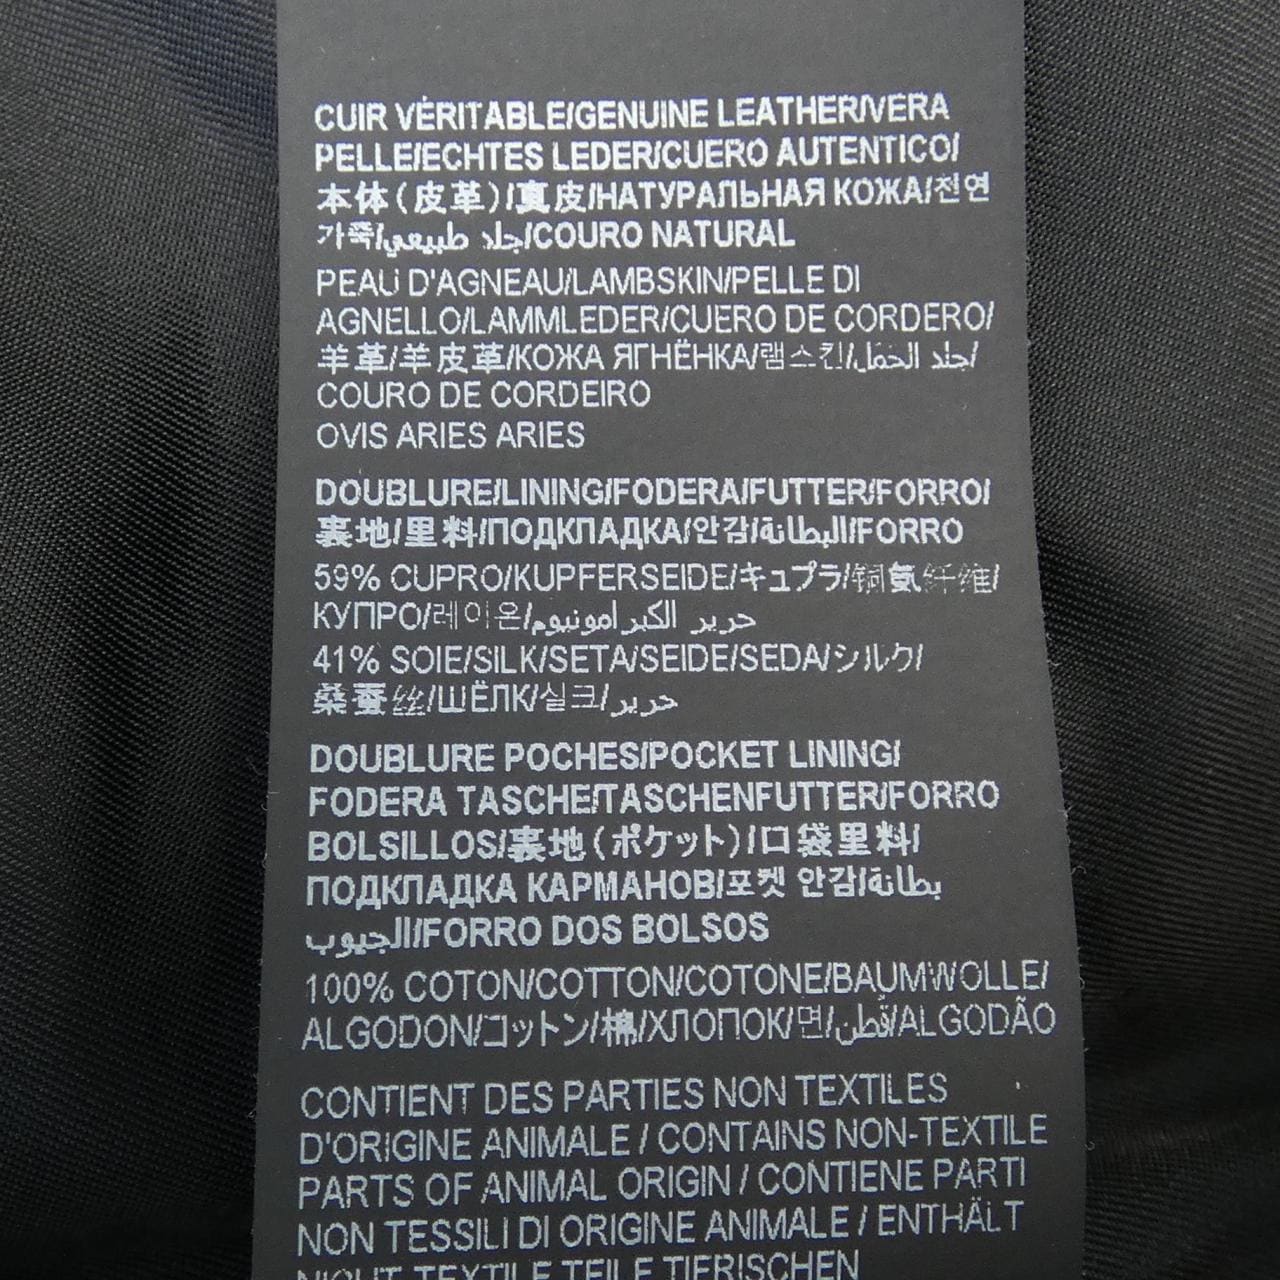 CUIR VÉRITABLE/GENUINE LEATHER/VERA
PELLE/ECHTES LEDER/CUERO AUTENTICO/
本体(皮革)/真皮/НАТУРАЛЬНАЯ КОЖА/천연
가죽/جلد طبيعي/COURO NATURAL
PEAU D'AGNEAU/LAMBSKIN/PELLE DI
AGNELLO/LAMMLEDER/CUERO DE CORDERO/
羊革/羊皮革/КОЖА ЯГНЁНКА/램스킨/جلد الحمل/
COURO DE CORDEIRO
OVIS ARIES ARIES
DOUBLURE/LINING/FODERA/FUTTER/FORRO/
裏地/里料/ПОДКЛАДКА/안감/البطانة/FORRO
59% CUPRO/KUPFERSEIDE/キュプラ/铜氨纤维/
КУПРО/레이온/حرير الكبرامونيوم
41% SOIE/SILK/SETA/SEIDE/SEDA/シルク/
桑蚕丝/ШЁЛК/실크/حرير
DOUBLURE POCHES/POCKET LINING/
FODERA TASCHE/TASCHENFUTTER/FORRO
BOLSILLOS/裏地(ポケット)/口袋里料/
ПОДКЛАДКА КАРМАНОВ/포켓 안감/بطانة
الجيوب/FORRO DOS BOLSOS
100% COTON/COTTON/COTONE/BAUMWOLLE/
ALGODON/コットン/棉/ХЛОПОК/면/قطن/ALGODÃO
CONTIENT DES PARTIES NON TEXTILES
D'ORIGINE ANIMALE / CONTAINS NON-TEXTILE
PARTS OF ANIMAL ORIGIN / CONTIENE PARTI
NON TESSILI DI ORIGINE ANIMALE / ENTHÄLT
NICHT TEXTILE TEILE TIERISCHEN